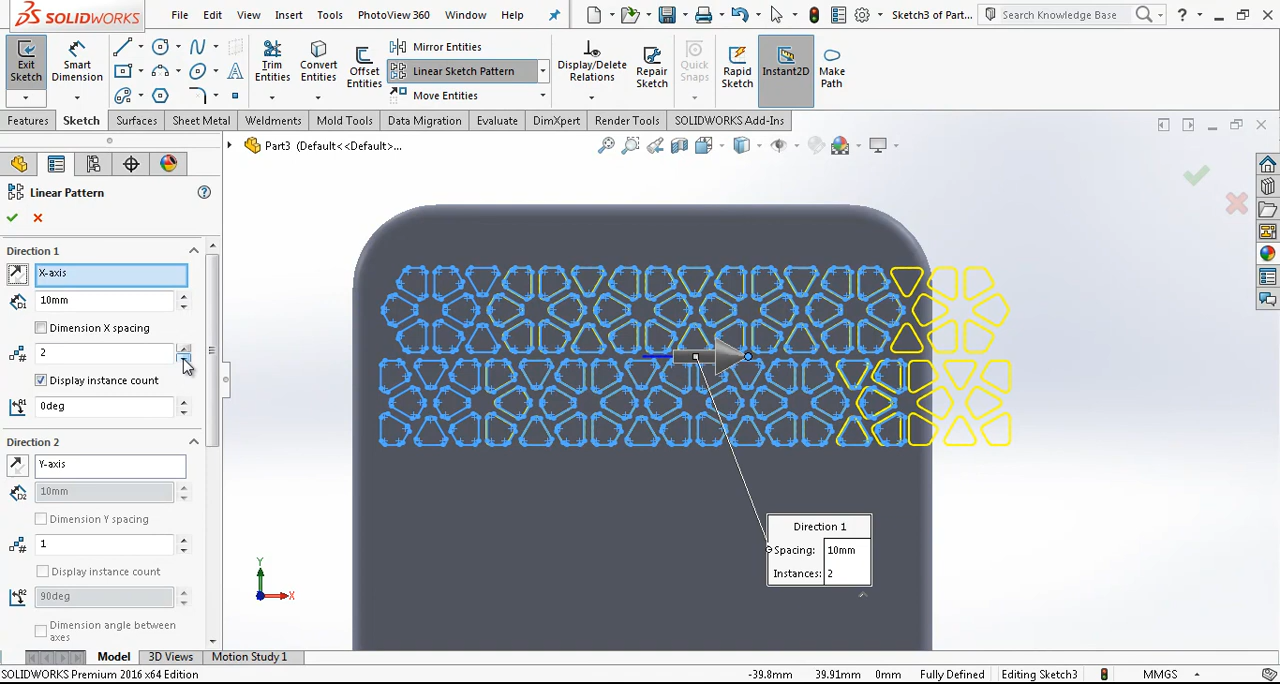 SOLIDWORKS
File Edit View Insert Tools PhotoView 360 Window Help
Sketch3 of Part...
Search Knowledge Base
?
Exit Sketch
Smart Dimension
Trim Entities
Convert Entities
Offset Entities
Mirror Entities
Linear Sketch Pattern
Move Entities
Display/Delete Relations
Repair Sketch
Quick Snaps
Rapid Sketch
Instant2D
Make Path
Features Sketch Surfaces Sheet Metal Weldments Mold Tools Data Migration Evaluate DimXpert Render Tools SOLIDWORKS Add-Ins
Part3 (Default<<Default>...
Linear Pattern
?
Direction 1
X-axis
D1 10mm
Dimension X spacing
# 2
Display instance count
A1 0deg
Direction 2
Y-axis
D2 10mm
Dimension Y spacing
# 1
Display instance count
A2 90deg
Dimension angle between
axes
Direction 1
Spacing: 10mm
Instances: 2
Y
X
Model 3D Views Motion Study 1
SOLIDWORKS Premium 2016 x64 Edition
-39.8mm 39.91mm 0mm Fully Defined Editing Sketch3 MMGS